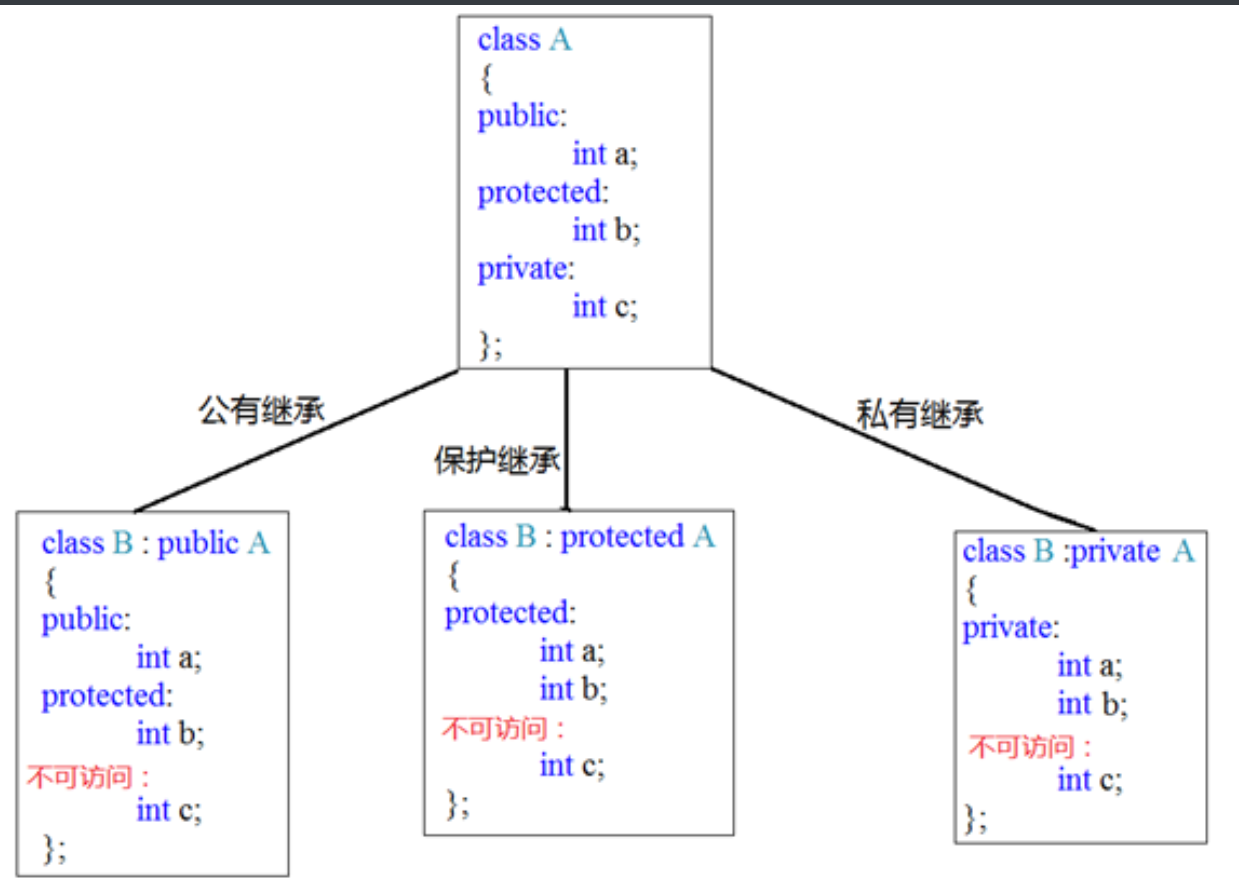 class A
{
public:
int a;
protected:
int b;
private:
int c;
};
公有继承
保护继承
私有继承
class B : public A
{
public:
int a;
protected:
int b;
不可访问：
int c;
};
class B : protected A
{
protected:
int a;
int b;
不可访问：
int c;
};
class B :private A
{
private:
int a;
int b;
不可访问：
int c;
};